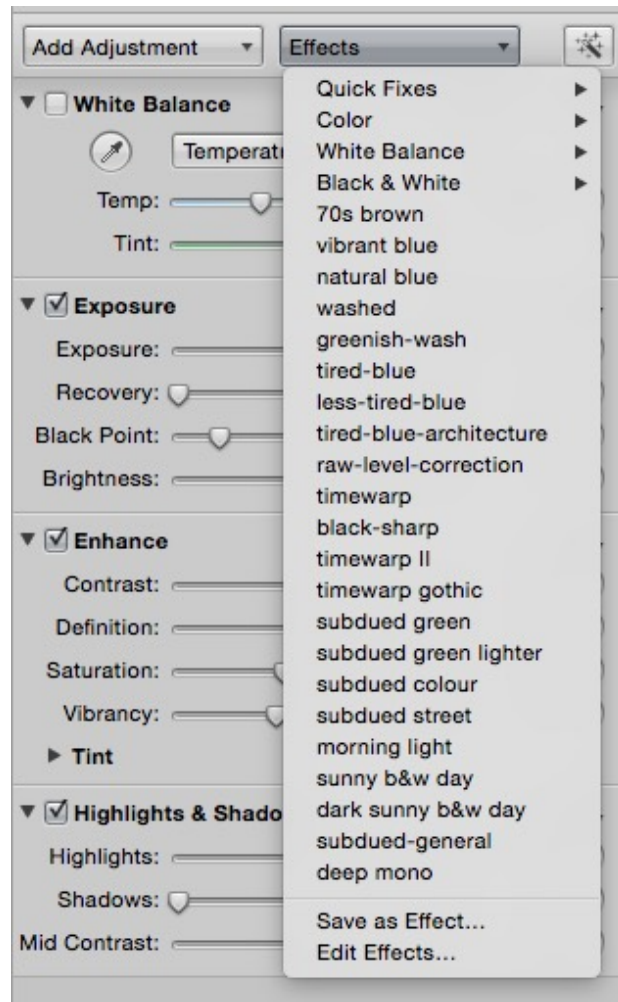 Add Adjustment
Effects
White Balance
Temp:
Tint:
Exposure
Exposure:
Recovery:
Black Point:
Brightness:
Enhance
Contrast:
Definition:
Saturation:
Vibrancy:
Tint
Highlights &
Highlights:
Shadows:
Mid Contrast:
Quick Fixes
Color
White Balance
Black & White
70s brown
vibrant blue
natural blue
washed
greenish-wash
tired-blue
less-tired-blue
tired-blue-architecture
raw-level-correction
timewarp
black-sharp
timewarp II
timewarp gothic
subdued green
subdued green lighter
subdued colour
subdued street
morning light
sunny b&w day
dark sunny b&w day
subdued-general
deep mono
Save as Effect...
Edit Effects...